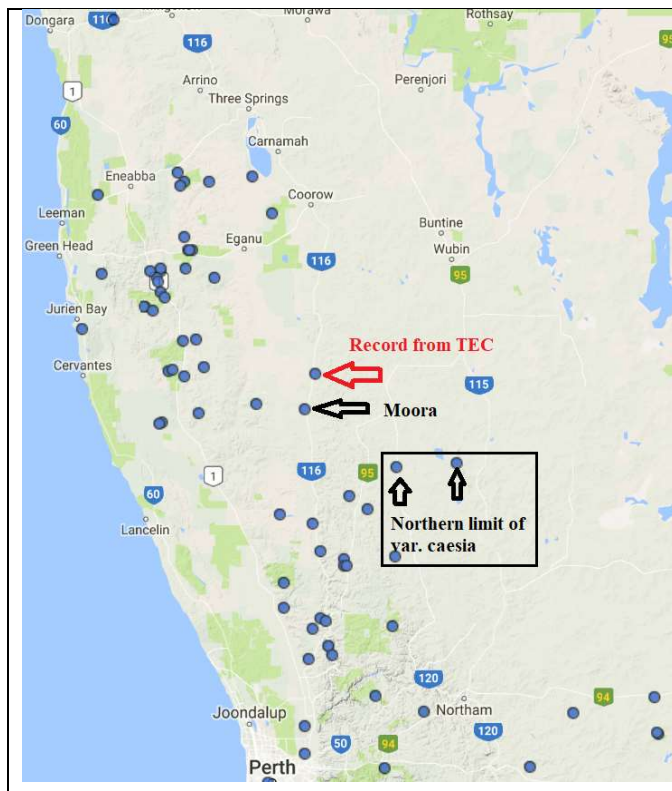 Dongara
Morawa
Rothsay
116
95
1
Arrino
Perenjori
Three Springs
60
Carnamah
Eneabba
Coorow
Leeman
Buntine
Green Head
Eganu
116
Wubin
95
Jurien Bay
Record from TEC
Cervantes
115
Moora
1
116
95
60
Lancelin
Northern limit of
var. caesia
120
94
Joondalup
Northam
120
50
94
Perth